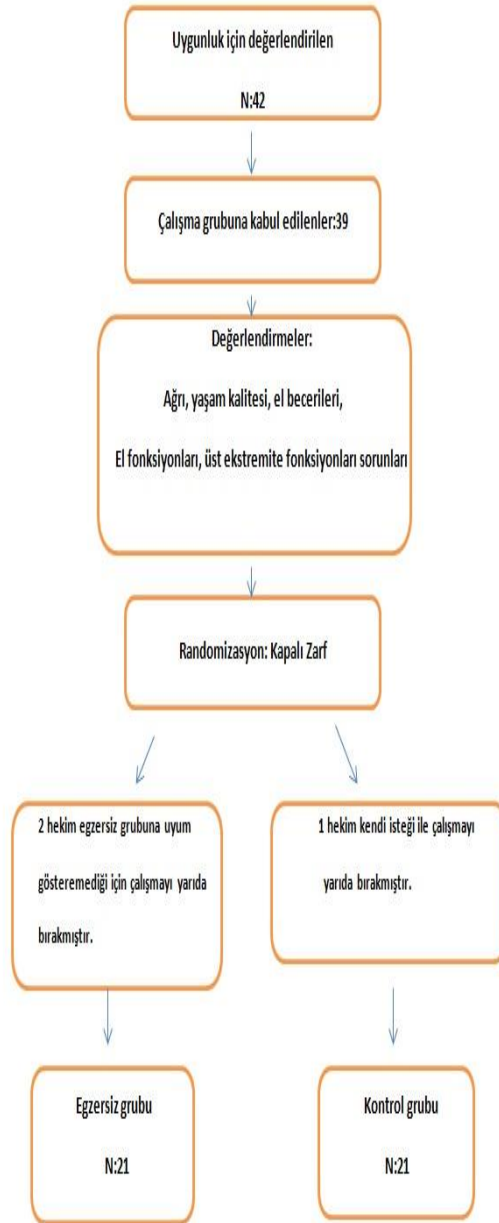 Uygunluk için değerlendirilen
N:42
Çalışma grubuna kabul edilenler:39
Değerlendirmeler:
Ağrı, yaşam kalitesi, el becerileri,
El fonksiyonları, üst ekstremite fonksiyonları sorunları
Randomizasyon: Kapalı Zarf
2 hekim egzersiz grubuna uyum
gösteremediği için çalışmayı yarıda
bırakmıştır.
1 hekim kendi isteği ile çalışmayı
yarıda bırakmıştır.
Egzersiz grubu
N:21
Kontrol grubu
N:21